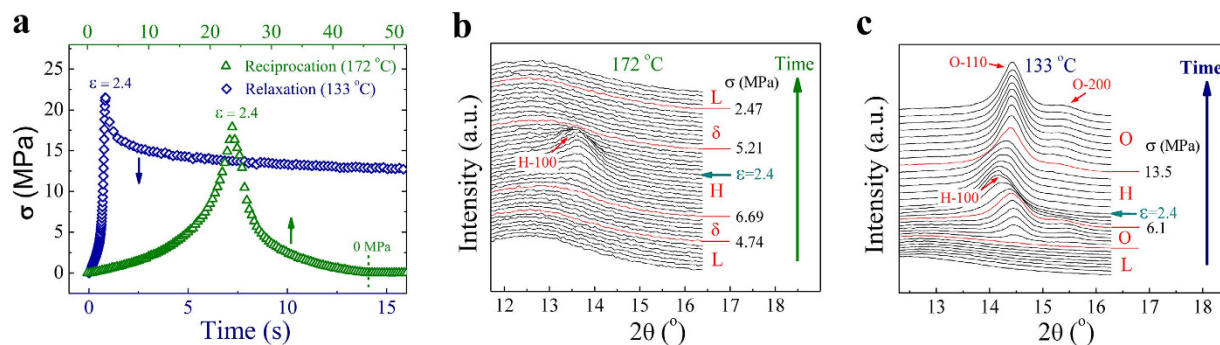 a
0 10 20 30 40 50
Reciprocation (172 °C)
Relaxation (133 °C)
ε = 2.4
ε = 2.4
0 MPa
25
20
15
10
5
0
σ (MPa)
0 5 10 15
Time (s)
b
172 °C
Time
σ (MPa)
L
2.47
δ
5.21
H-100
ε=2.4
H
6.69
δ
4.74
L
Intensity (a.u.)
12 13 14 15 16 17 18
2θ (°)
c
O-110
133 °C
Time
O-200
O
σ (MPa)
13.5
H-100
H
ε=2.4
6.1
O
L
Intensity (a.u.)
13 14 15 16 17 18
2θ (°)